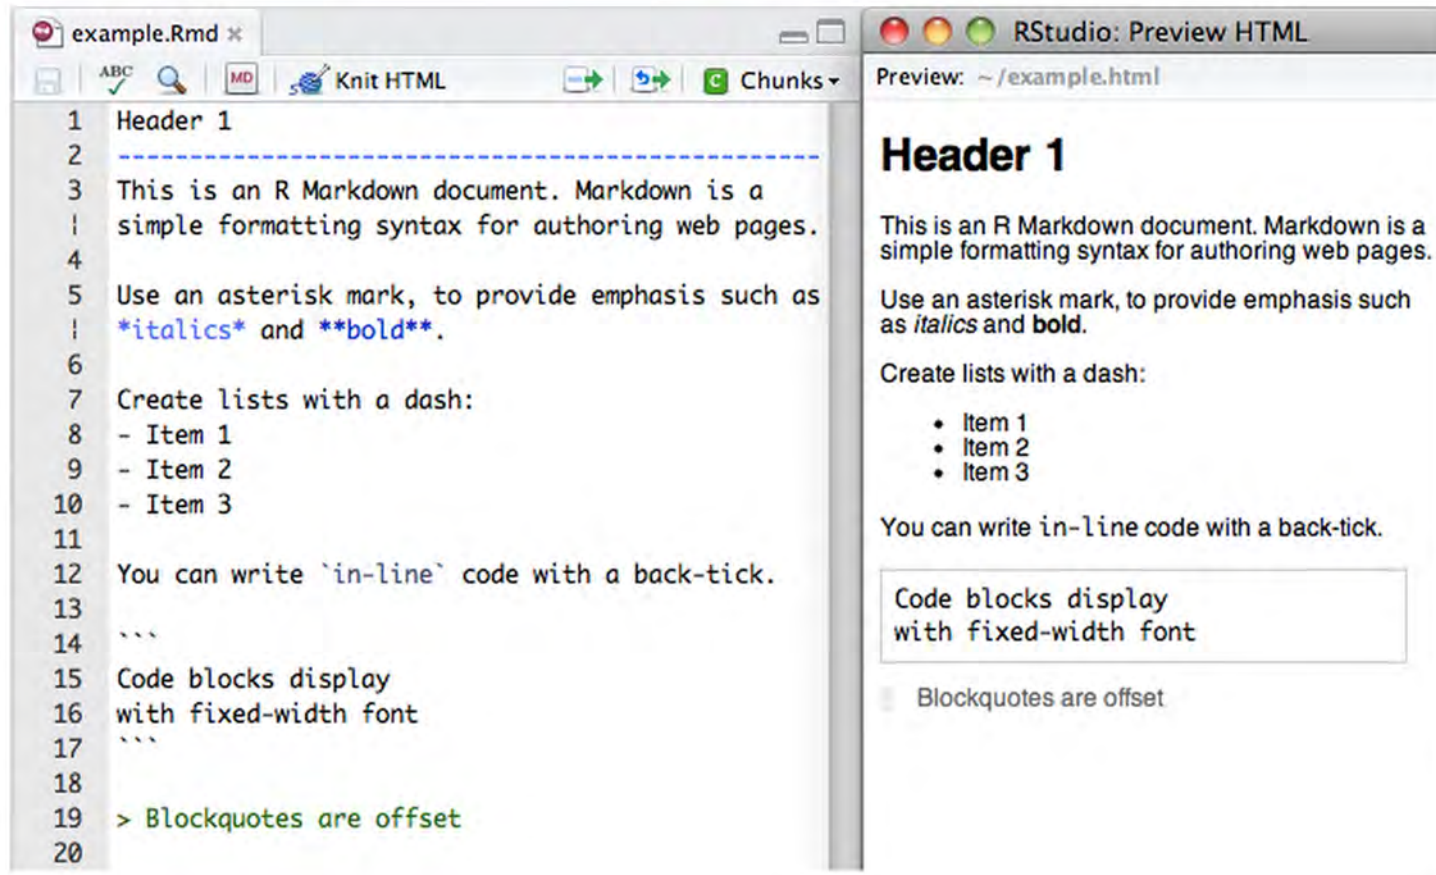 example.Rmd
ABC
MD
Knit HTML
C
Chunks
1 Header 1
2 -------------------------------------------------
3 This is an R Markdown document. Markdown is a
simple formatting syntax for authoring web pages.
4
5 Use an asterisk mark, to provide emphasis such as
*italics* and **bold**.
6
7 Create lists with a dash:
8 - Item 1
9 - Item 2
10 - Item 3
11
12 You can write `in-line` code with a back-tick.
13
14 ```
15 Code blocks display
16 with fixed-width font
17 ```
18
19 > Blockquotes are offset
20
RStudio: Preview HTML
Preview: ~/example.html
Header 1
This is an R Markdown document. Markdown is a
simple formatting syntax for authoring web pages.
Use an asterisk mark, to provide emphasis such
as italics and bold.
Create lists with a dash:
• Item 1
• Item 2
• Item 3
You can write in-line code with a back-tick.
Code blocks display
with fixed-width font
Blockquotes are offset